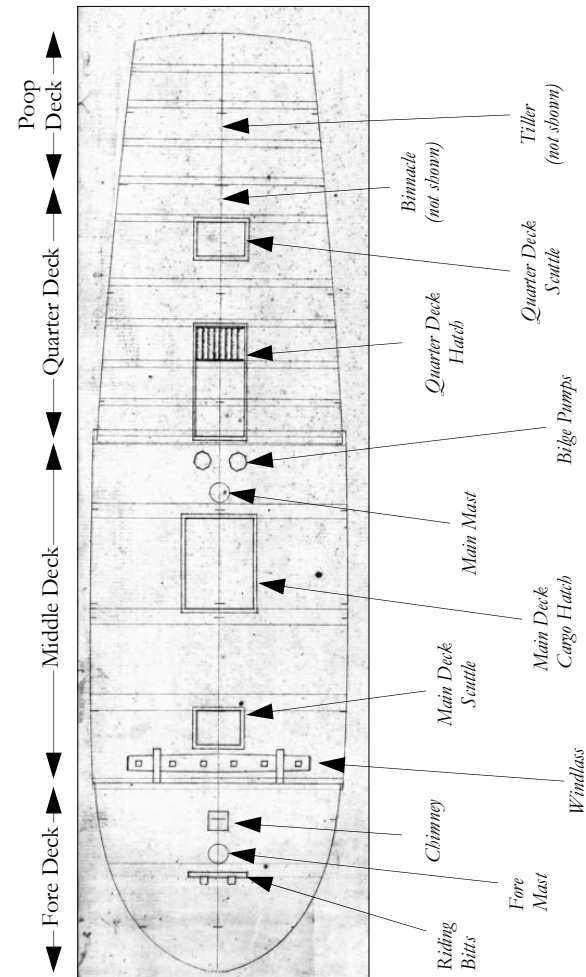 Fore Deck
Middle Deck
Quarter Deck
Poop
Deck
Riding
Bitts
Fore
Mast
Chimney
Windlass
Main Deck
Scuttle
Main Deck
Cargo Hatch
Main Mast
Bilge Pumps
Quarter Deck
Hatch
Quarter Deck
Scuttle
Binnacle
(not shown)
Tiller
(not shown)